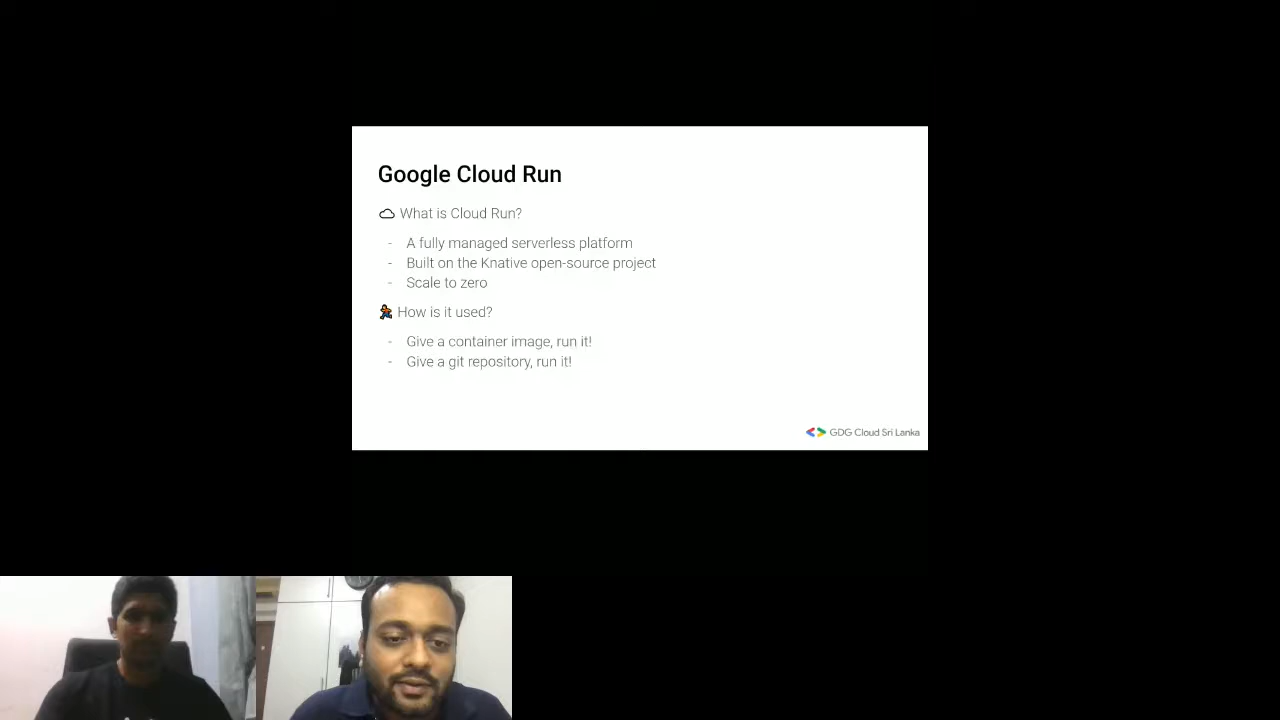 Google Cloud Run
What is Cloud Run?
- A fully managed serverless platform
- Built on the Knative open-source project
- Scale to zero
How is it used?
- Give a container image, run it!
- Give a git repository, run it!
GDG Cloud Sri Lanka